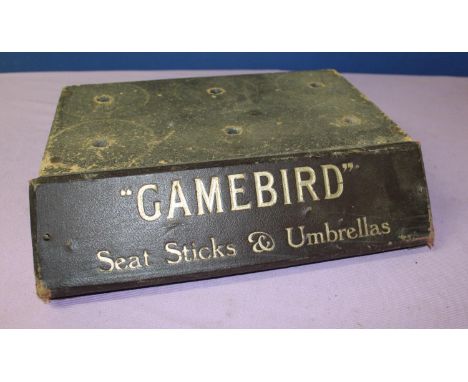 "GAMEBIRD"
Seat Sticks & Umbrellas